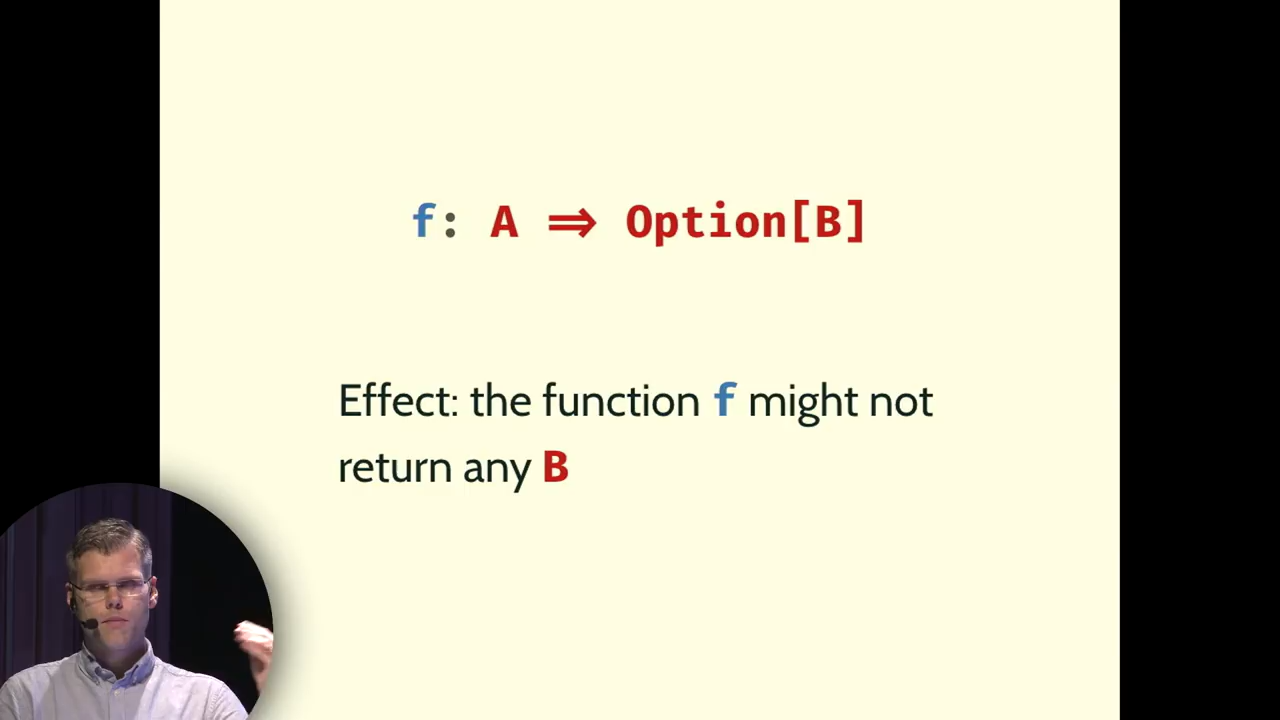 f: A ⇒ Option[B]
Effect: the function f might not
return any B